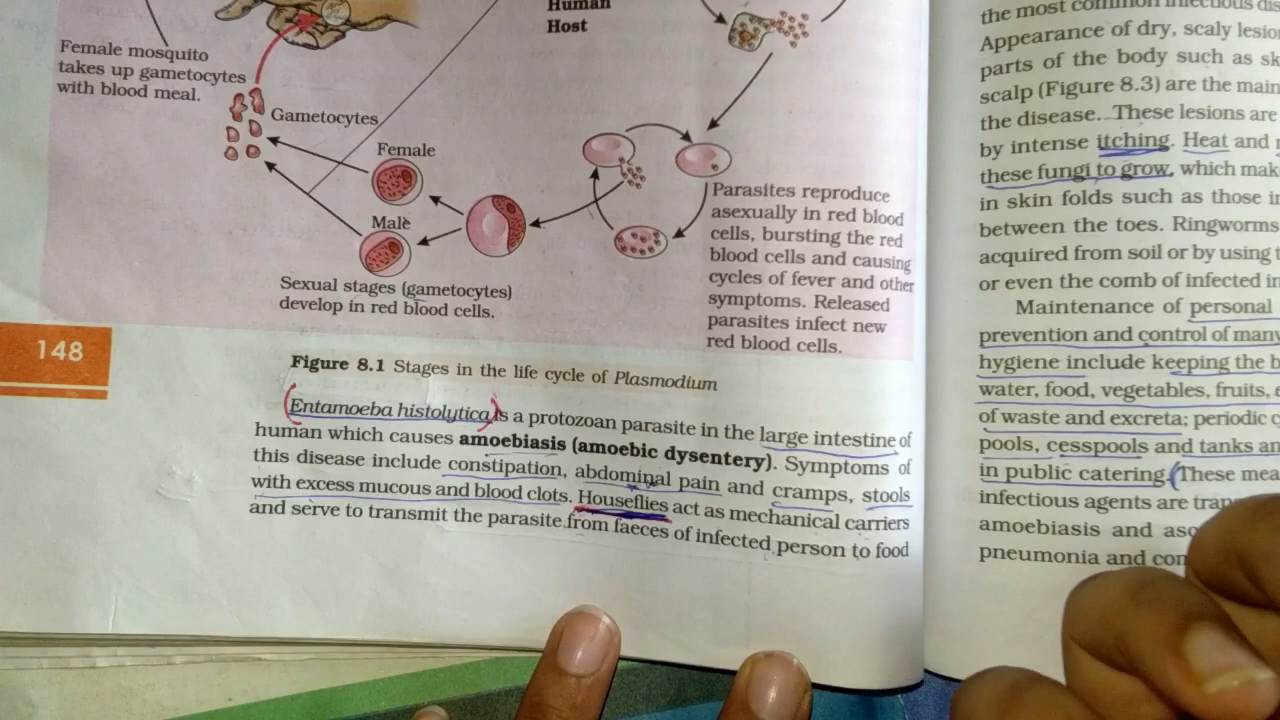 Human
Host
Female mosquito
takes up gametocytes
with blood meal.
Gametocytes
Female
Male
Sexual stages (gametocytes)
develop in red blood cells.
Parasites reproduce
asexually in red blood
cells, bursting the red
blood cells and causing
cycles of fever and other
symptoms. Released
parasites infect new
red blood cells.
148
Figure 8.1 Stages in the life cycle of Plasmodium
Entamoeba histolytica is a protozoan parasite in the large intestine of
human which causes amoebiasis (amoebic dysentery). Symptoms of
this disease include constipation, abdominal pain and cramps, stools
with excess mucous and blood clots. Houseflies act as mechanical carriers
and serve to transmit the parasite from faeces of infected person to food
the most common infectious dis
Appearance of dry, scaly lesio
parts of the body such as sk
scalp (Figure 8.3) are the main
the disease. These lesions are
by intense itching. Heat and
these fungi to grow, which mak
in skin folds such as those in
between the toes. Ringworms
acquired from soil or by using t
or even the comb of infected in
Maintenance of personal
prevention and control of many
hygiene include keeping the b
water, food, vegetables, fruits,
of waste and excreta; periodic
pools, cesspools and tanks an
in public catering. These mea
infectious agents are tran
amoebiasis and asc
pneumonia and con